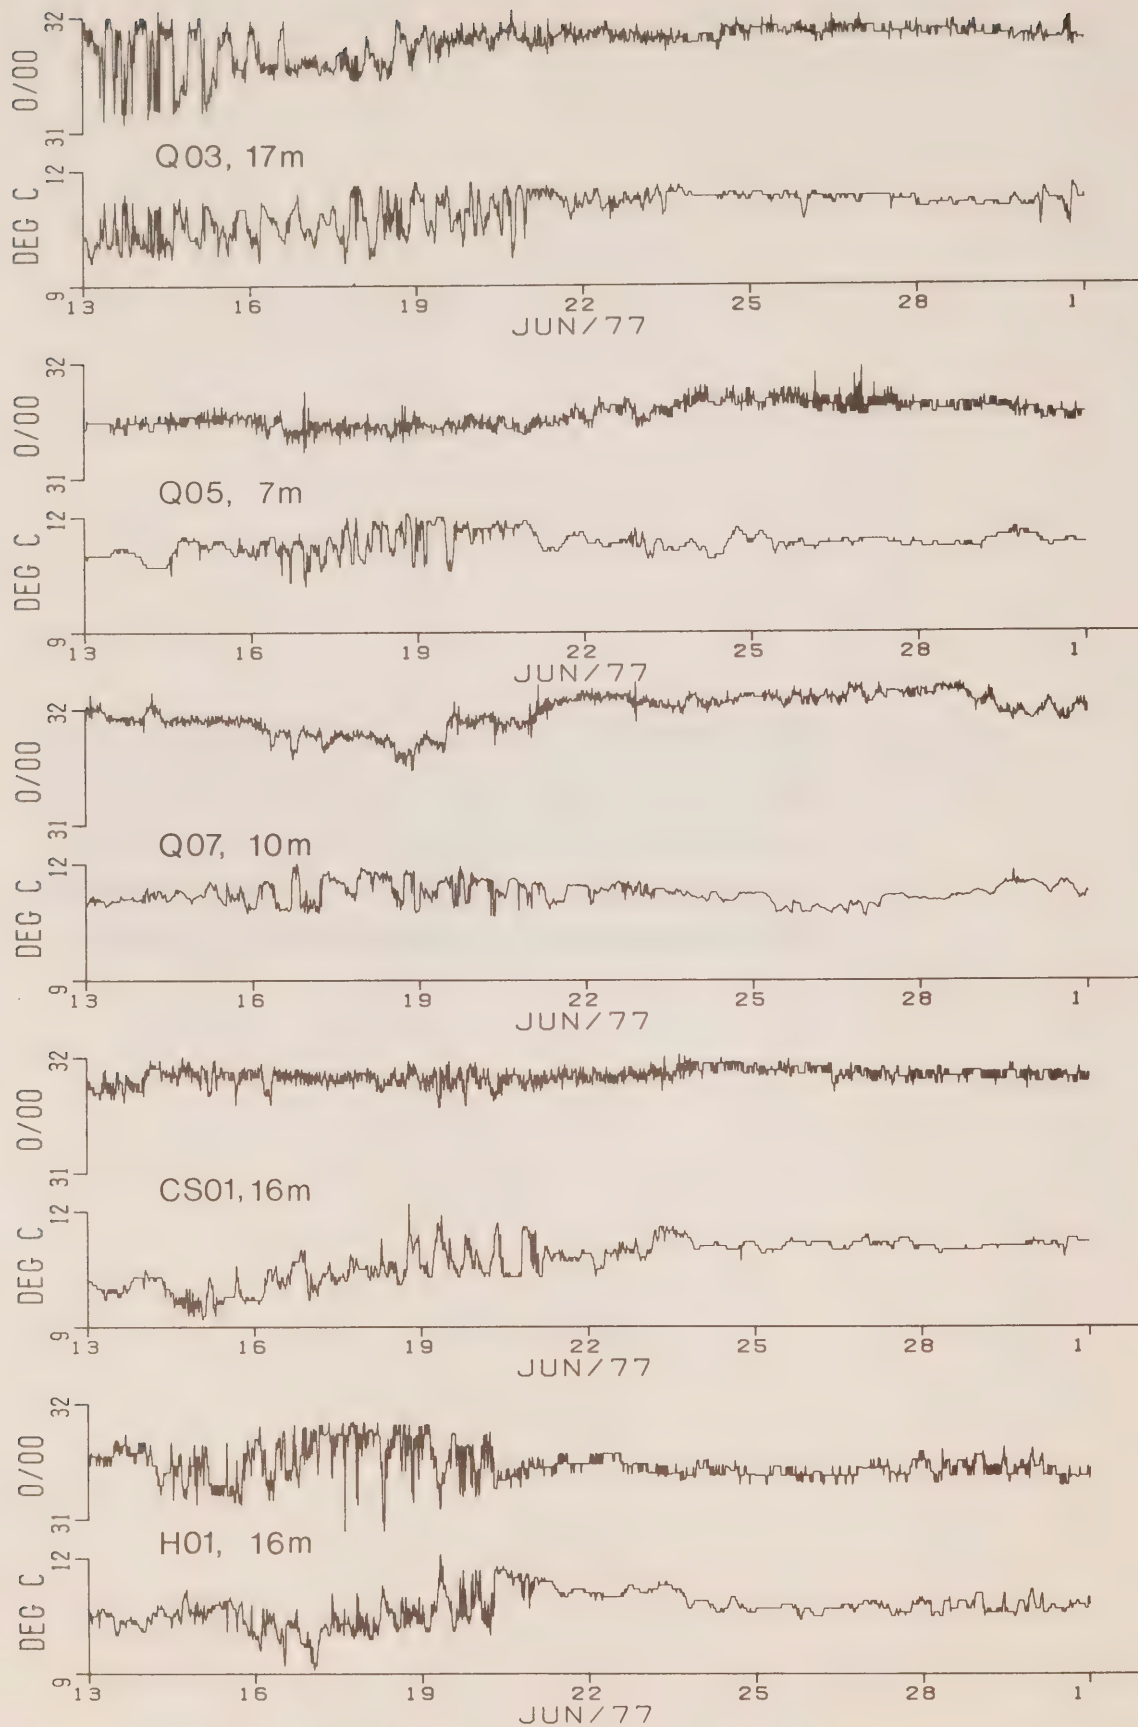 0/00 31 32
Q03, 17m
DEG C 9 12
13 16 19 22 25 28 1
JUN/77
0/00 31 32
Q05, 7m
DEG C 9 12
13 16 19 22 25 28 1
JUN/77
0/00 31 32
Q07, 10m
DEG C 9 12
13 16 19 22 25 28 1
JUN/77
0/00 31 32
CS01, 16m
DEG C 9 12
13 16 19 22 25 28 1
JUN/77
0/00 31 32
H01, 16m
DEG C 9 12
13 16 19 22 25 28 1
JUN/77